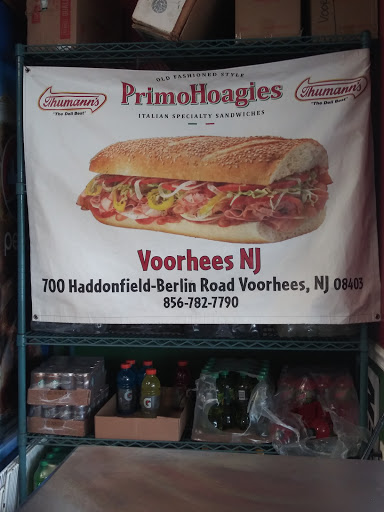 OLD FASHIONED STYLE
PrimoHoagies
ITALIAN SPECIALTY SANDWICHES
Thumann's
"The Deli Best"
Thumann's
"The Deli Best"
Voorhees NJ
700 Haddonfield-Berlin Road Voorhees, NJ 08403
856-782-7790
G
G